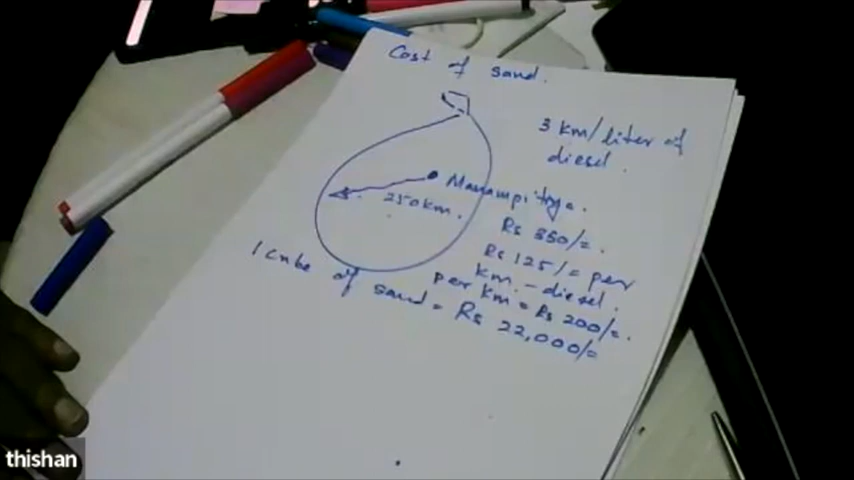 Cost of sand.
3 km/liter of
diesel.
Manampitiya.
250km.
Rs 350/=.
Rs 125/= per
km. - diesel.
per km = Rs 200/=.
1 cube of sand = Rs 22,000/=
thishan